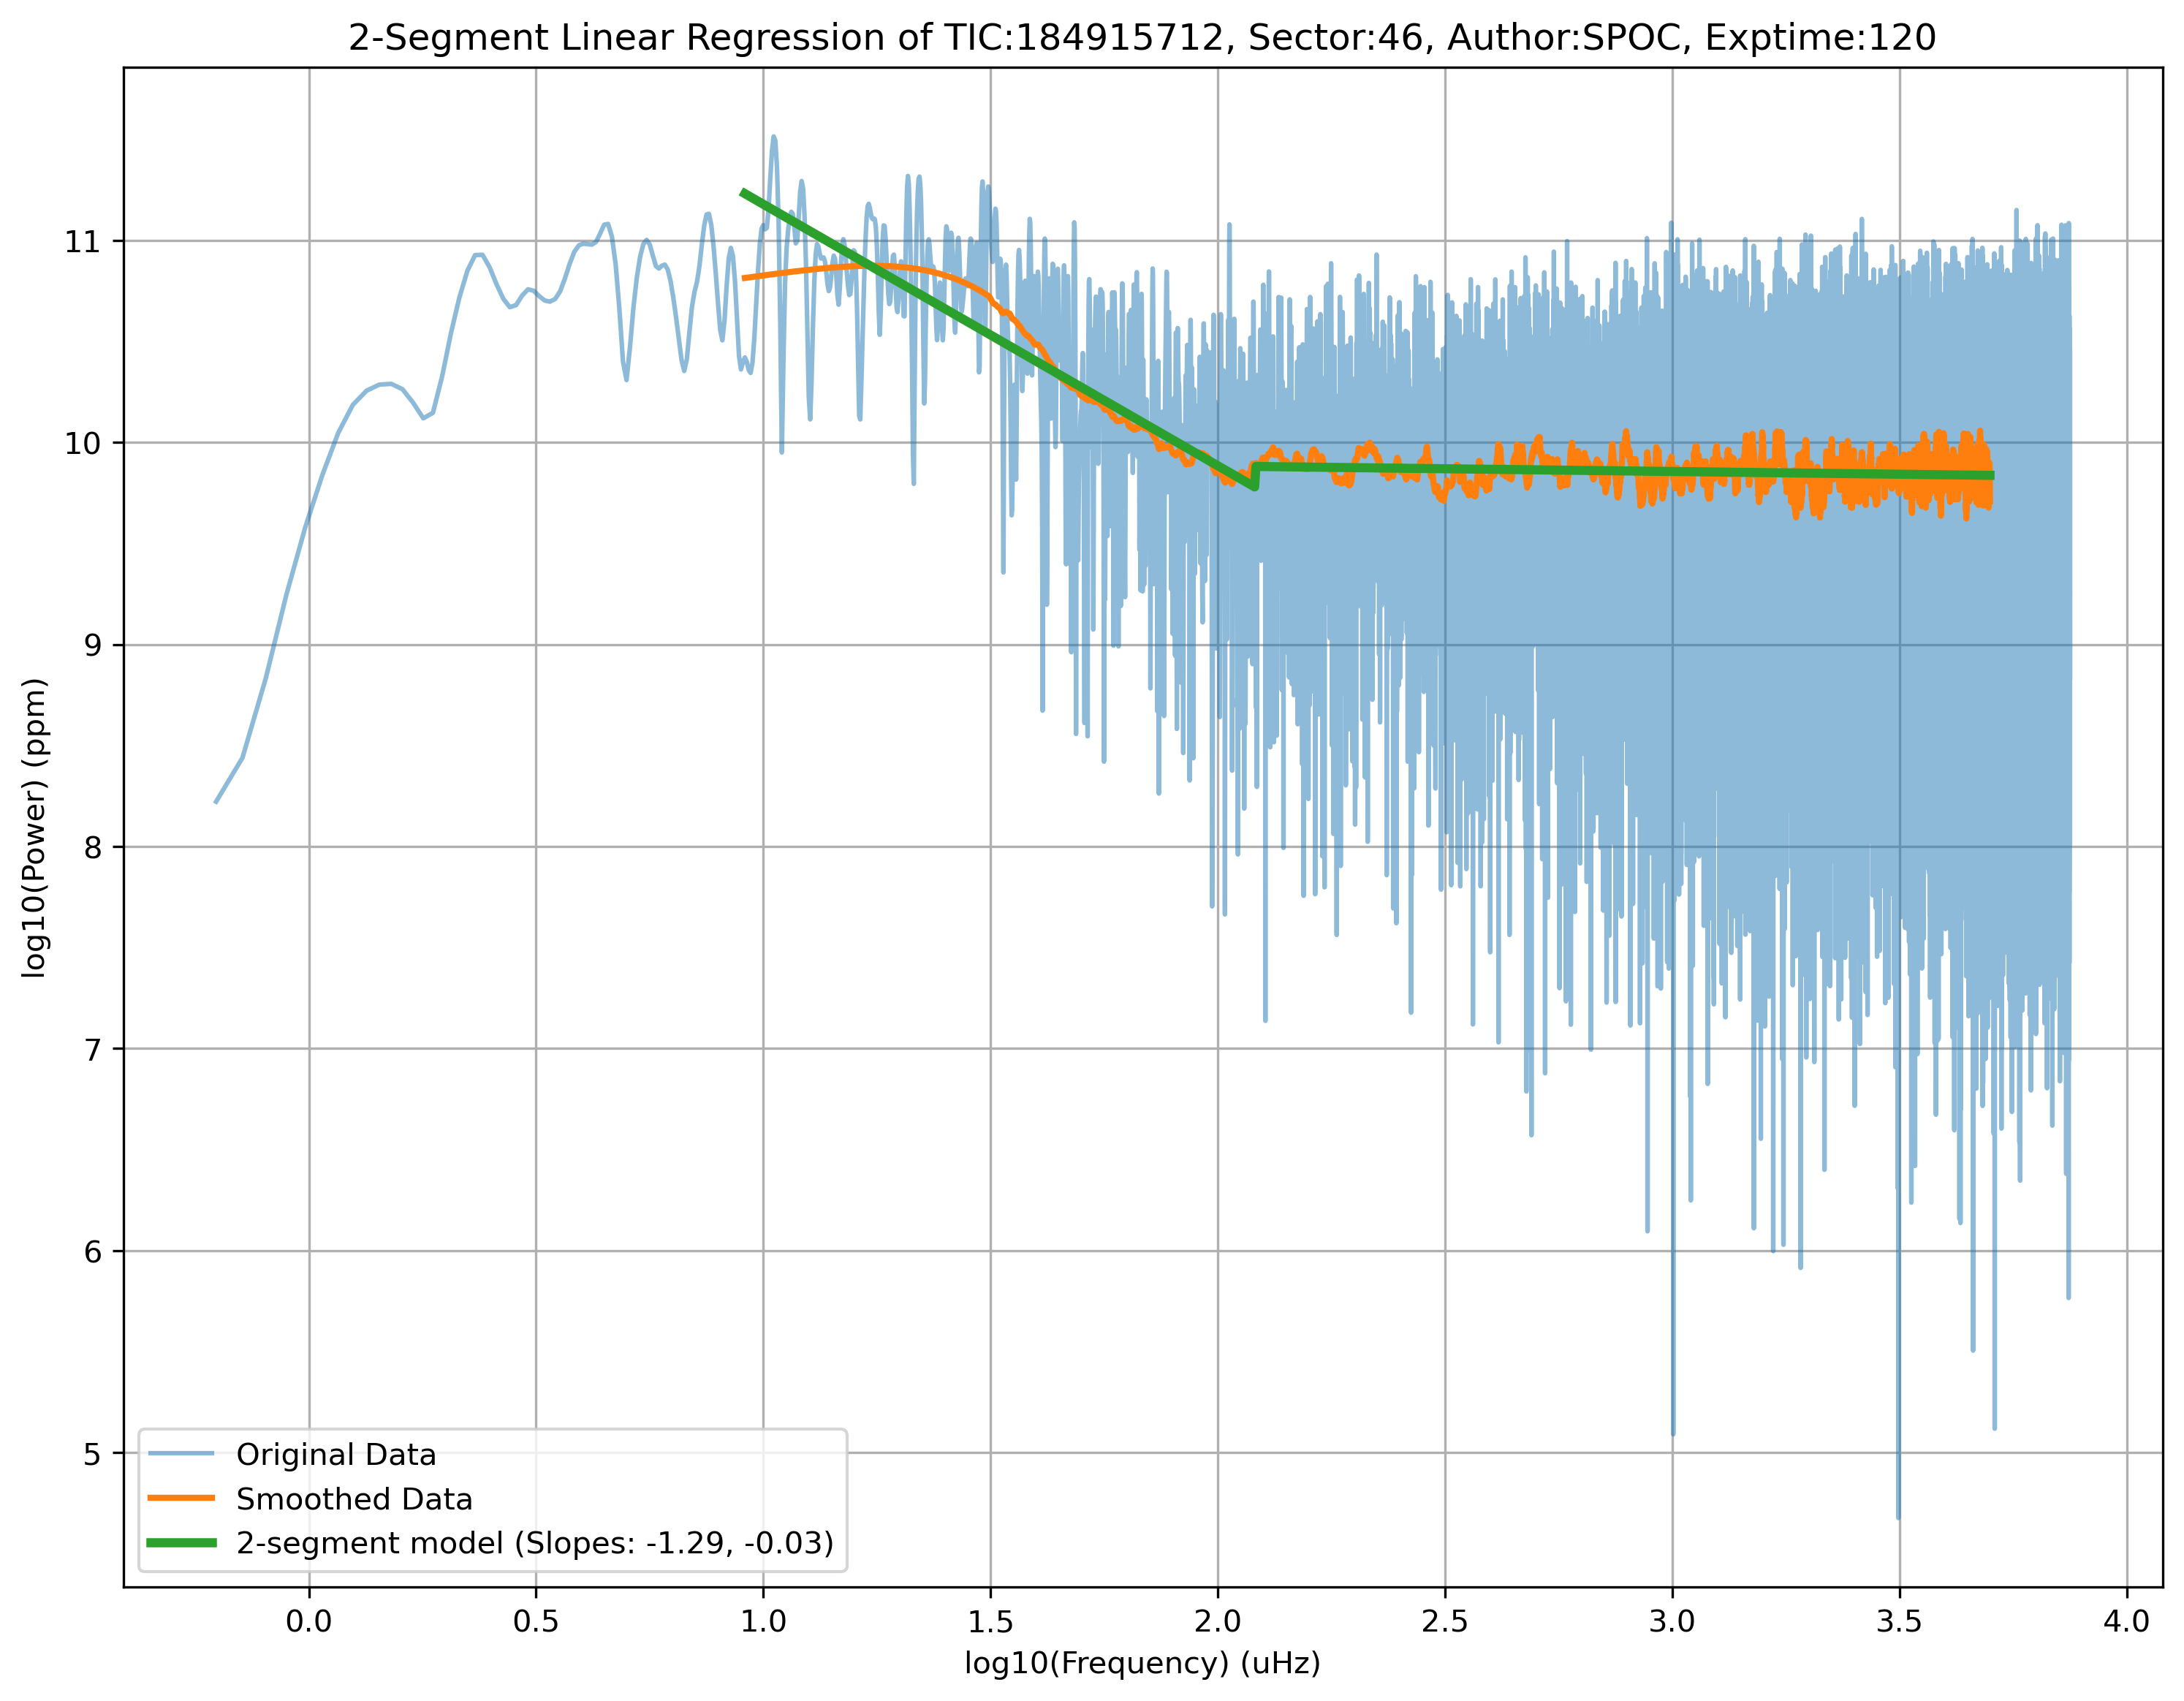 2-Segment Linear Regression of TIC:184915712, Sector:46, Author:SPOC, Exptime:120
log10(Power) (ppm)
11
10
9
8
7
6
5
Original Data
Smoothed Data
2-segment model (Slopes: -1.29, -0.03)
0.0 0.5 1.0 1.5 2.0 2.5 3.0 3.5 4.0
log10(Frequency) (uHz)